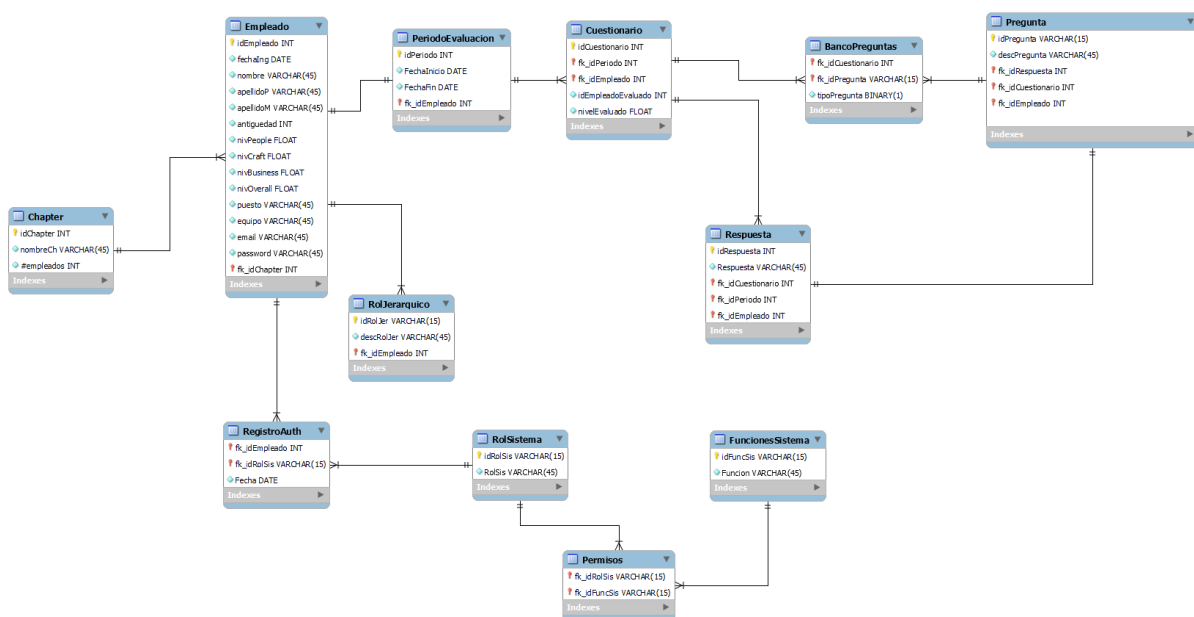 Empleado
idEmpleado INT
fechaIng DATE
nombre VARCHAR(45)
apellidoP VARCHAR(45)
apellidoM VARCHAR(45)
antiguedad INT
nivPeople FLOAT
nivCraft FLOAT
nivBusiness FLOAT
nivOverall FLOAT
puesto VARCHAR(45)
equipo VARCHAR(45)
email VARCHAR(45)
password VARCHAR(45)
fk_idChapter INT
Indexes
PeriodoEvaluacion
idPeriodo INT
FechaInicio DATE
FechaFin DATE
fk_idEmpleado INT
Indexes
Cuestionario
idCuestionario INT
fk_idPeriodo INT
fk_idEmpleado INT
idEmpleadoEvaluado INT
nivelEvaluado FLOAT
Indexes
BancoPreguntas
fk_idCuestionario INT
fk_idPregunta VARCHAR(15)
tipoPregunta BINARY(1)
Indexes
Pregunta
idPregunta VARCHAR(15)
descPregunta VARCHAR(45)
fk_idRespuesta INT
fk_idCuestionario INT
fk_idEmpleado INT
Indexes
Chapter
idChapter INT
nombreCh VARCHAR(45)
#empleados INT
Indexes
Respuesta
idRespuesta INT
Respuesta VARCHAR(45)
fk_idCuestionario INT
fk_idPeriodo INT
fk_idEmpleado INT
Indexes
RolJerarquico
idRolJer VARCHAR(15)
descRolJer VARCHAR(45)
fk_idEmpleado INT
Indexes
RegistroAuth
fk_idEmpleado INT
fk_idRolSis VARCHAR(15)
Fecha DATE
Indexes
RolSistema
idRolSis VARCHAR(15)
RolSis VARCHAR(45)
Indexes
FuncionesSistema
idFuncSis VARCHAR(15)
Funcion VARCHAR(45)
Indexes
Permisos
fk_idRolSis VARCHAR(15)
fk_idFuncSis VARCHAR(15)
Indexes